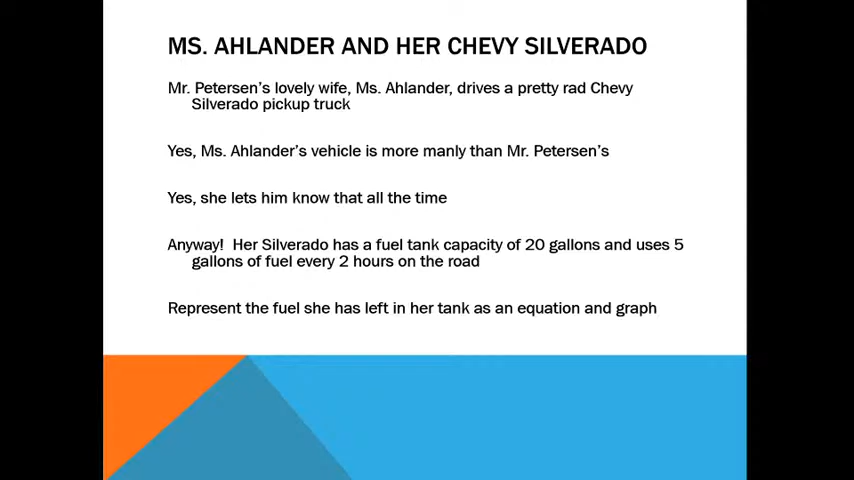 MS. AHLANDER AND HER CHEVY SILVERADO
Mr. Petersen's lovely wife, Ms. Ahlander, drives a pretty rad Chevy
Silverado pickup truck
Yes, Ms. Ahlander's vehicle is more manly than Mr. Petersen's
Yes, she lets him know that all the time
Anyway!  Her Silverado has a fuel tank capacity of 20 gallons and uses 5
gallons of fuel every 2 hours on the road
Represent the fuel she has left in her tank as an equation and graph